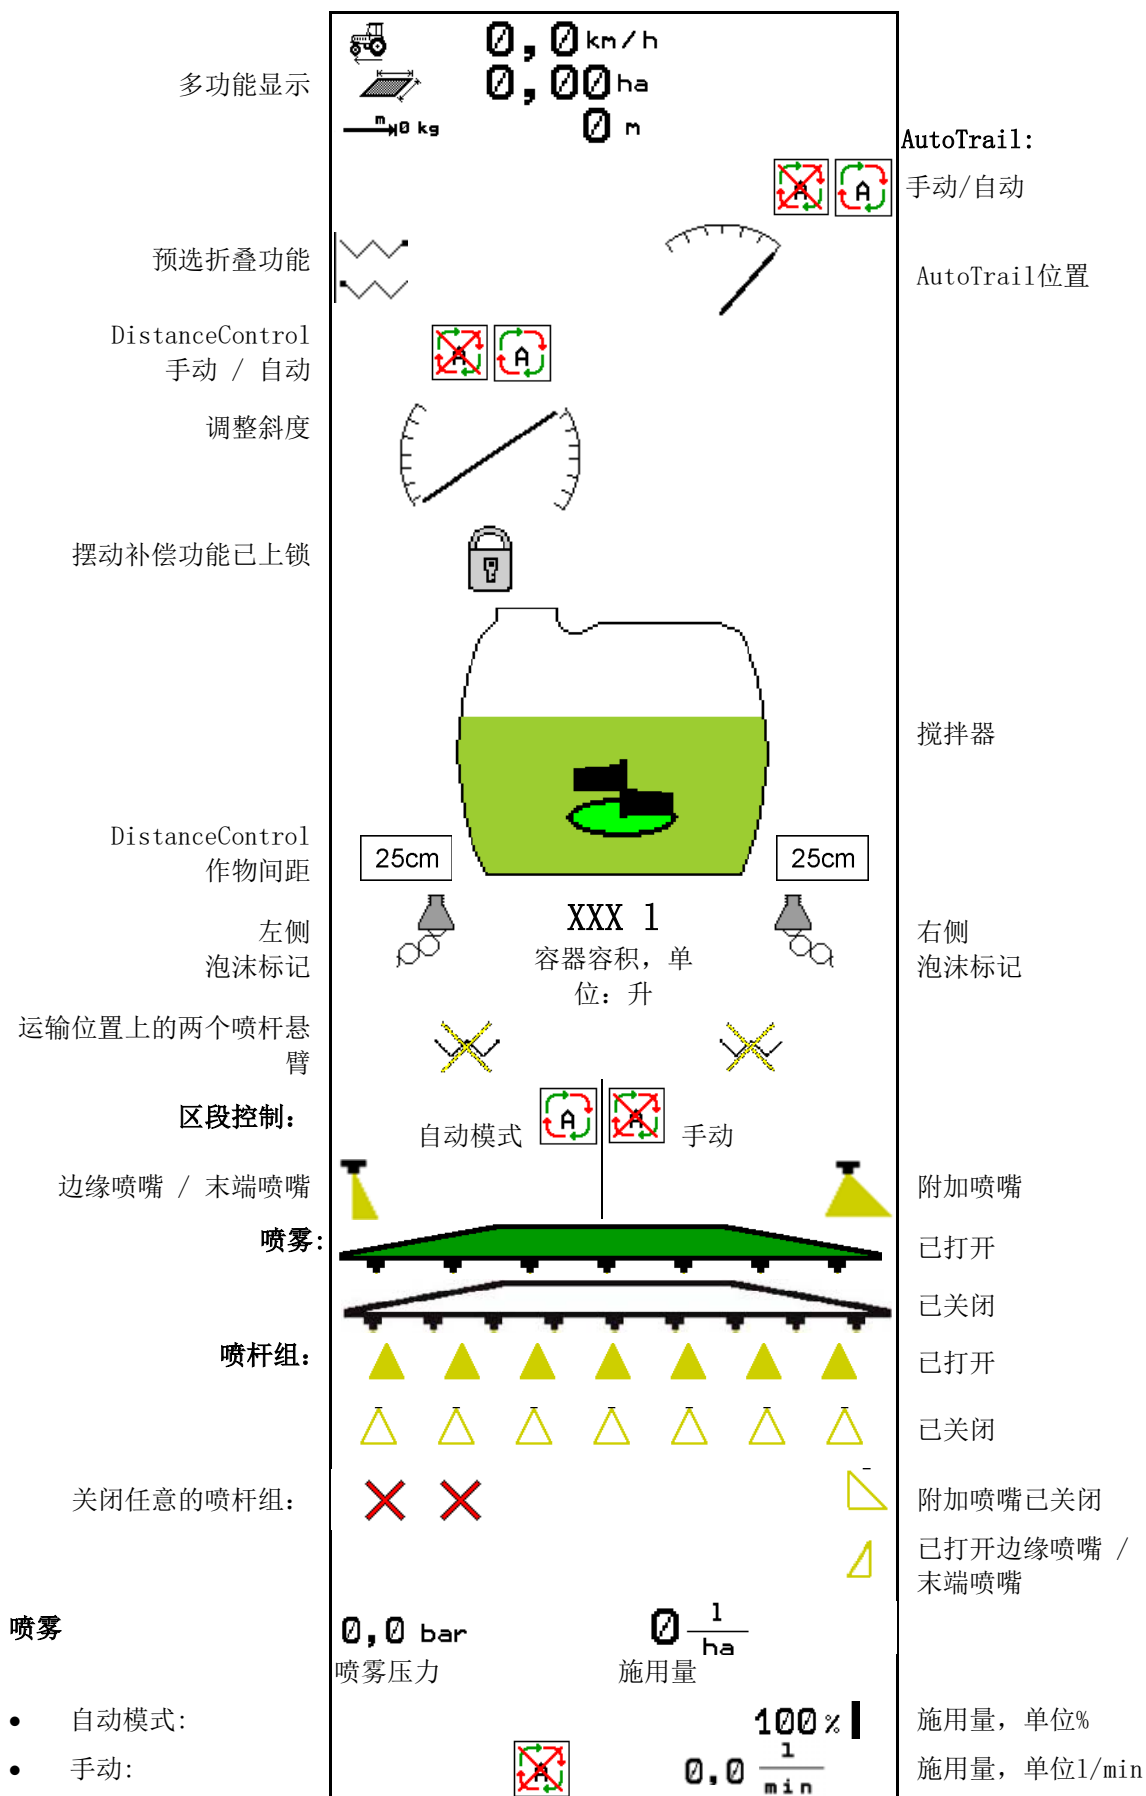 0,0 km/h
多功能显示
0,00 ha
m 0 kg
0 m
AutoTrail:
A A
手动/自动
预选折叠功能
AutoTrail位置
DistanceControl
手动 / 自动
A A
调整斜度
摆动补偿功能已上锁
搅拌器
DistanceControl
作物间距
25cm
25cm
左侧
泡沫标记
XXX l
容器容积，单
位：升
右侧
泡沫标记
运输位置上的两个喷杆悬
臂
区段控制：
自动模式 A A 手动
边缘喷嘴 / 末端喷嘴
附加喷嘴
喷雾：
已打开
已关闭
喷杆组：
已打开
已关闭
关闭任意的喷杆组：
附加喷嘴已关闭
已打开边缘喷嘴 /
末端喷嘴
喷雾
0,0 bar
0 l/ha
喷雾压力
施用量
• 自动模式：
100%
施用量，单位%
• 手动：
A
0,0 l/min
施用量，单位l/min